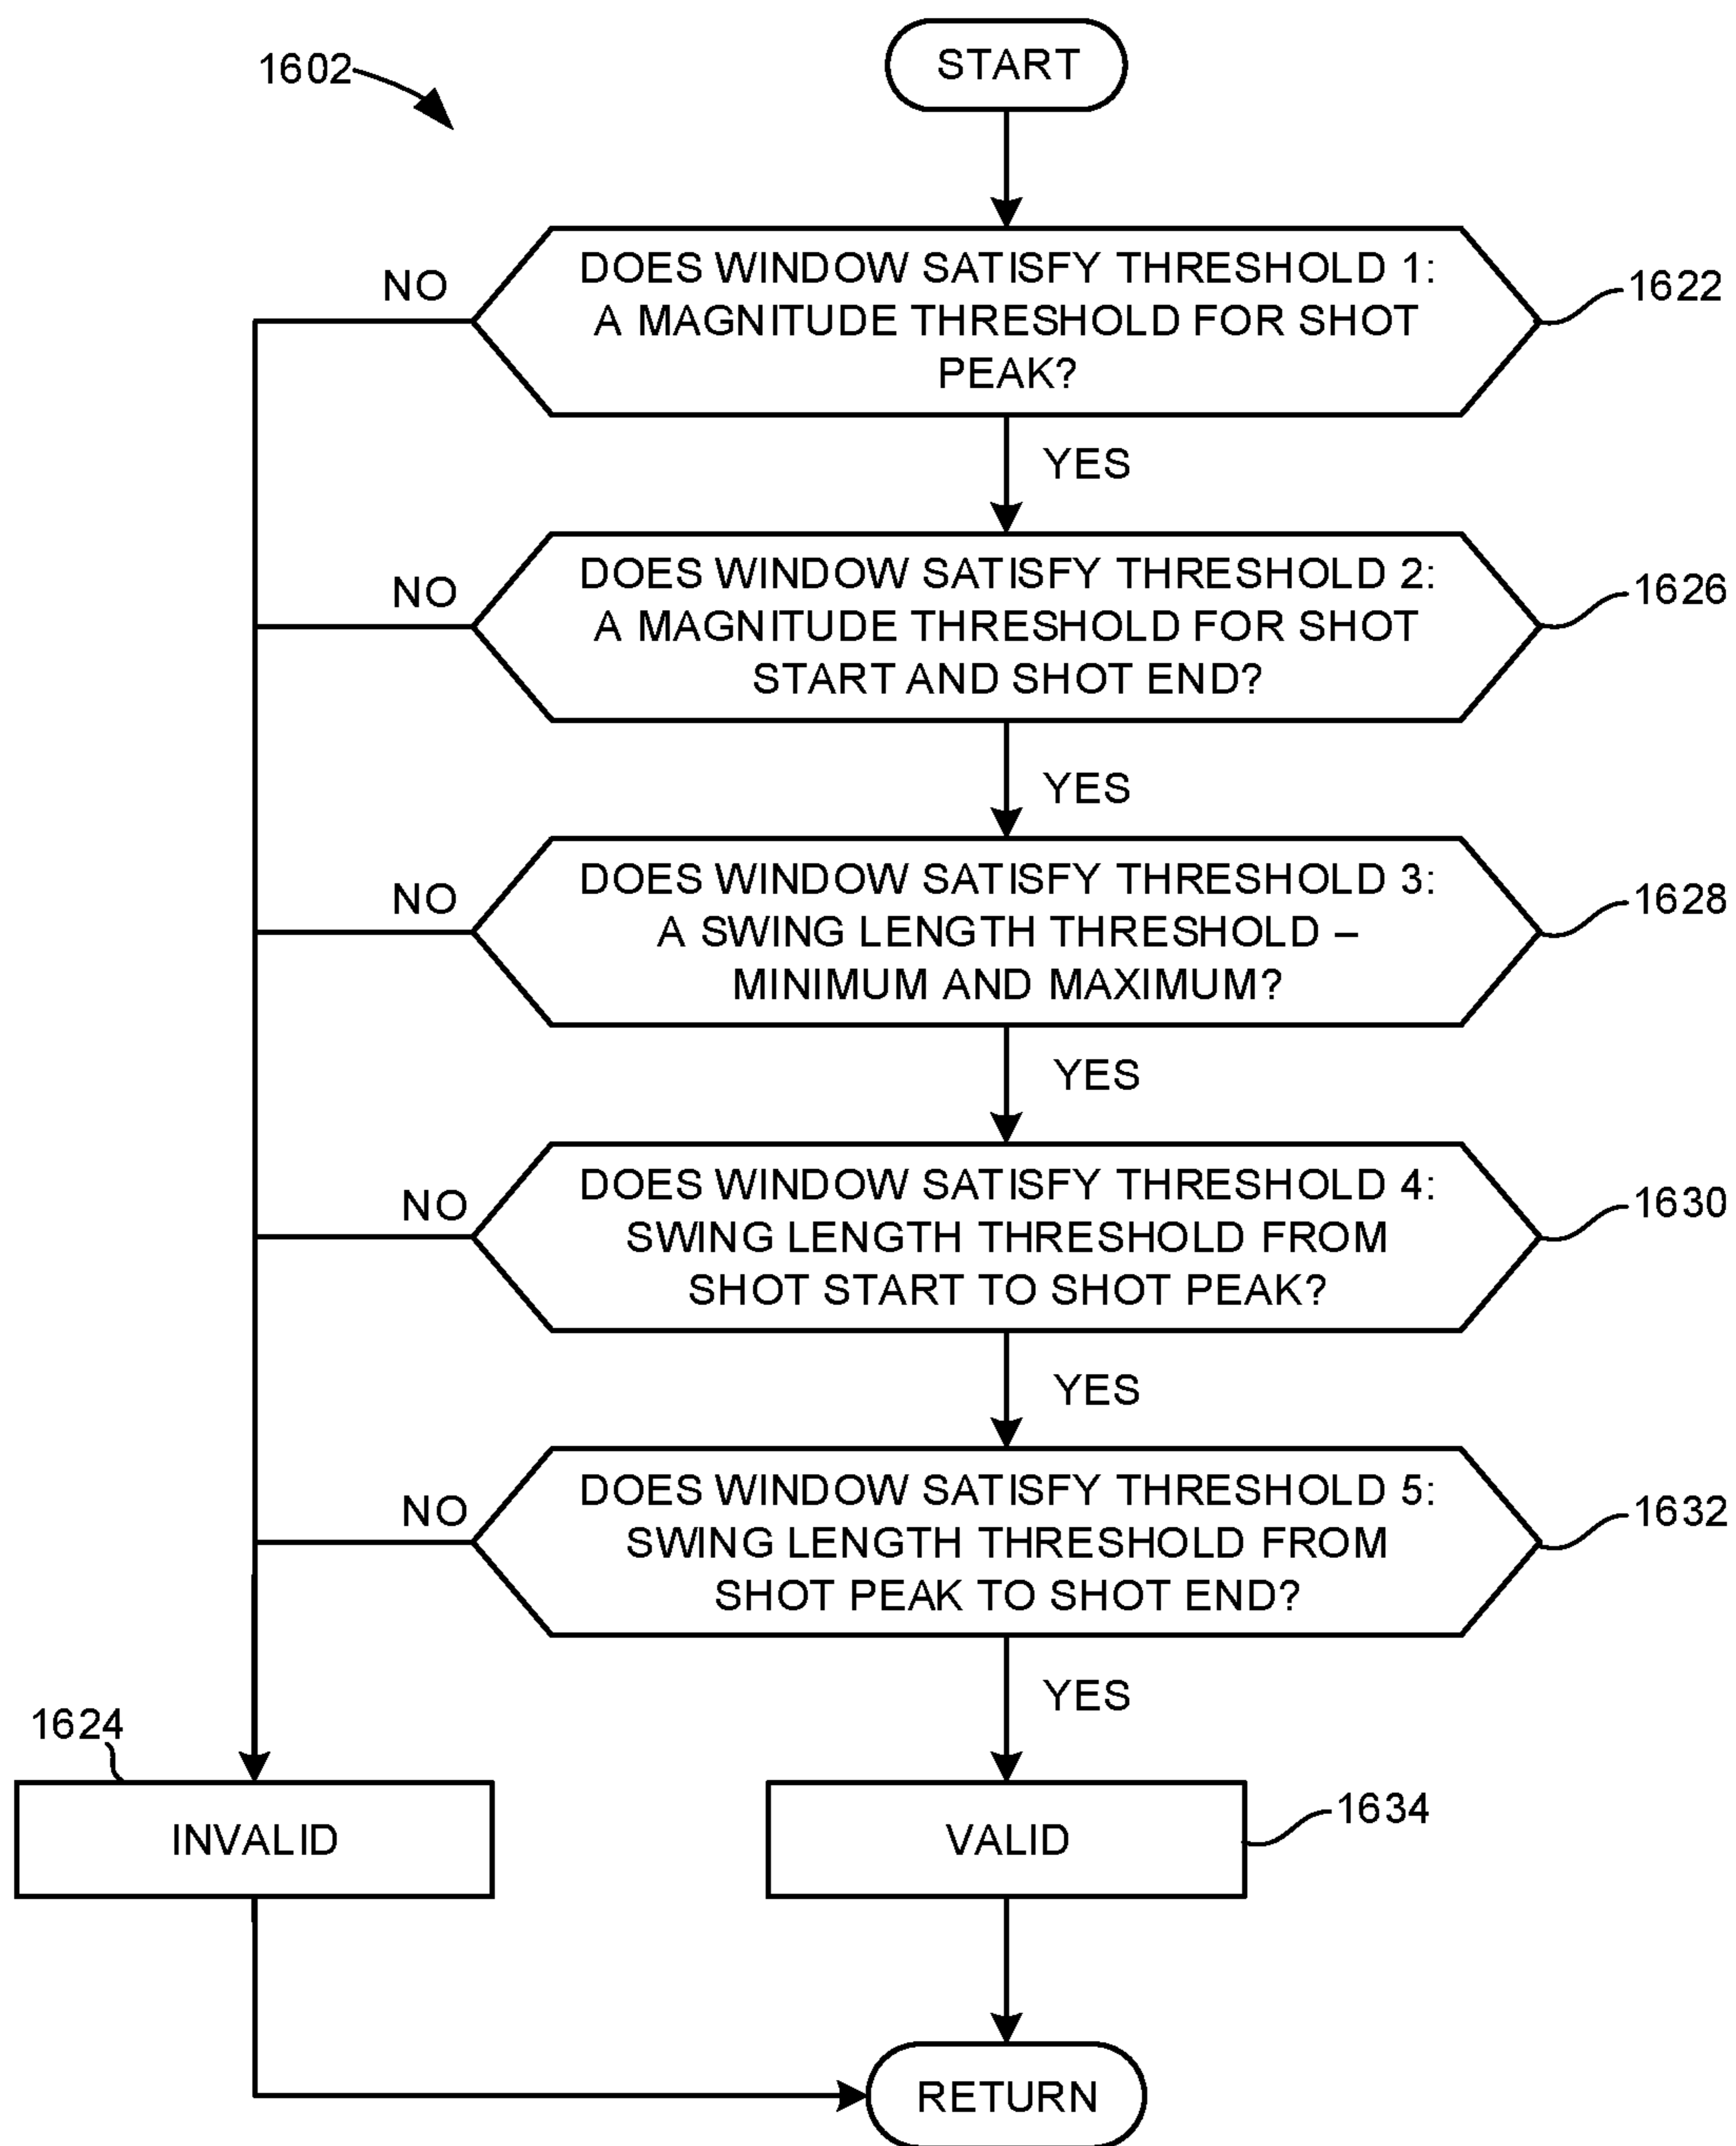 1602
START
DOES WINDOW SATISFY THRESHOLD 1:
A MAGNITUDE THRESHOLD FOR SHOT
PEAK?
NO
1622
YES
DOES WINDOW SATISFY THRESHOLD 2:
A MAGNITUDE THRESHOLD FOR SHOT
START AND SHOT END?
NO
1626
YES
DOES WINDOW SATISFY THRESHOLD 3:
A SWING LENGTH THRESHOLD –
MINIMUM AND MAXIMUM?
NO
1628
YES
DOES WINDOW SATISFY THRESHOLD 4:
SWING LENGTH THRESHOLD FROM
SHOT START TO SHOT PEAK?
NO
1630
YES
DOES WINDOW SATISFY THRESHOLD 5:
SWING LENGTH THRESHOLD FROM
SHOT PEAK TO SHOT END?
NO
1632
YES
1624
INVALID
VALID
1634
RETURN